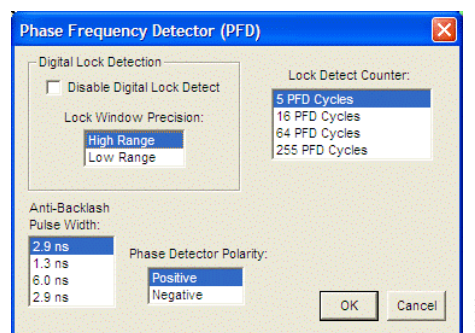 Phase Frequency Detector (PFD)
Digital Lock Detection
Disable Digital Lock Detect
Lock Window Precision:
High Range
Low Range
Lock Detect Counter:
5 PFD Cycles
16 PFD Cycles
64 PFD Cycles
255 PFD Cycles
Anti-Backlash
Pulse Width:
2.9 ns
1.3 ns
6.0 ns
2.9 ns
Phase Detector Polarity:
Positive
Negative
OK
Cancel